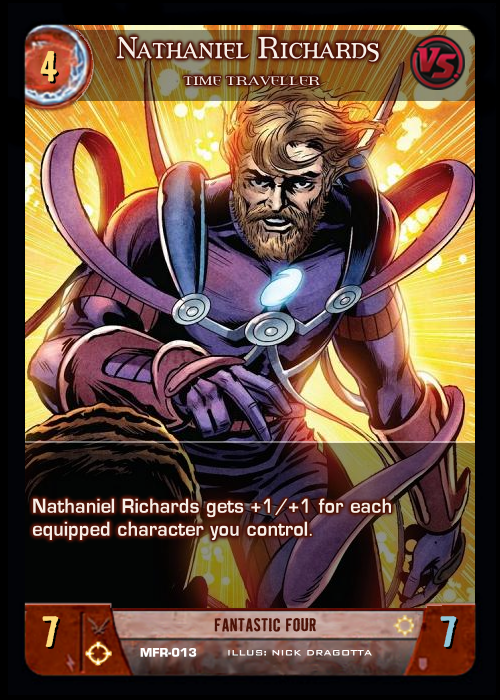 4
NATHANIEL RICHARDS
VS.
TIME TRAVELLER
Nathaniel Richards gets +1/+1 for each
equipped character you control.
7
FANTASTIC FOUR
7
MFR-013 ILLUS: NICK DRAGOTTA